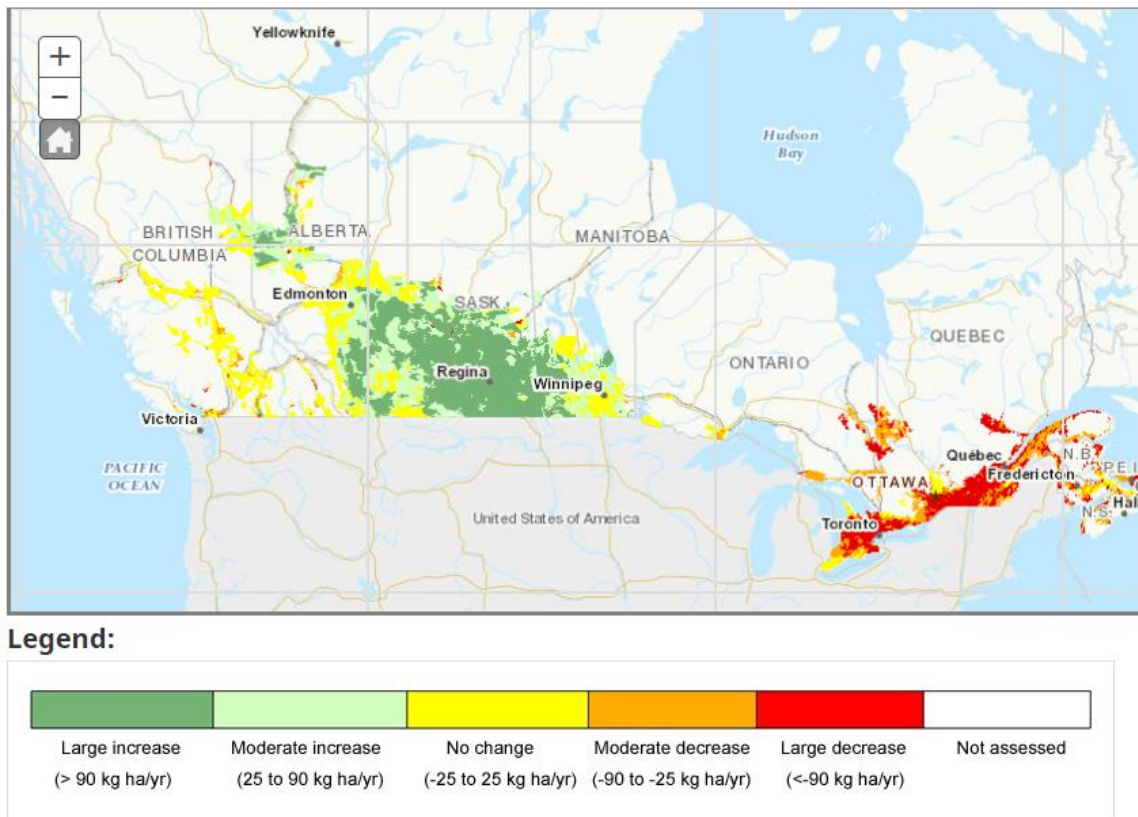 +
Yellowknife
−
Hudson
Bay
BRITISH
COLUMBIA
ALBERTA
MANITOBA
Edmonton
SASK
QUEBEC
ONTARIO
Regina
Winnipeg
Victoria
Québec
N.B.
Fredericton
P.E.I
PACIFIC
OCEAN
OTTAWA
Hal
N.S.
United States of America
Toronto
Legend:
Large increase Moderate increase No change Moderate decrease Large decrease Not assessed
(> 90 kg ha/yr) (25 to 90 kg ha/yr) (-25 to 25 kg ha/yr) (-90 to -25 kg ha/yr) (<-90 kg ha/yr)